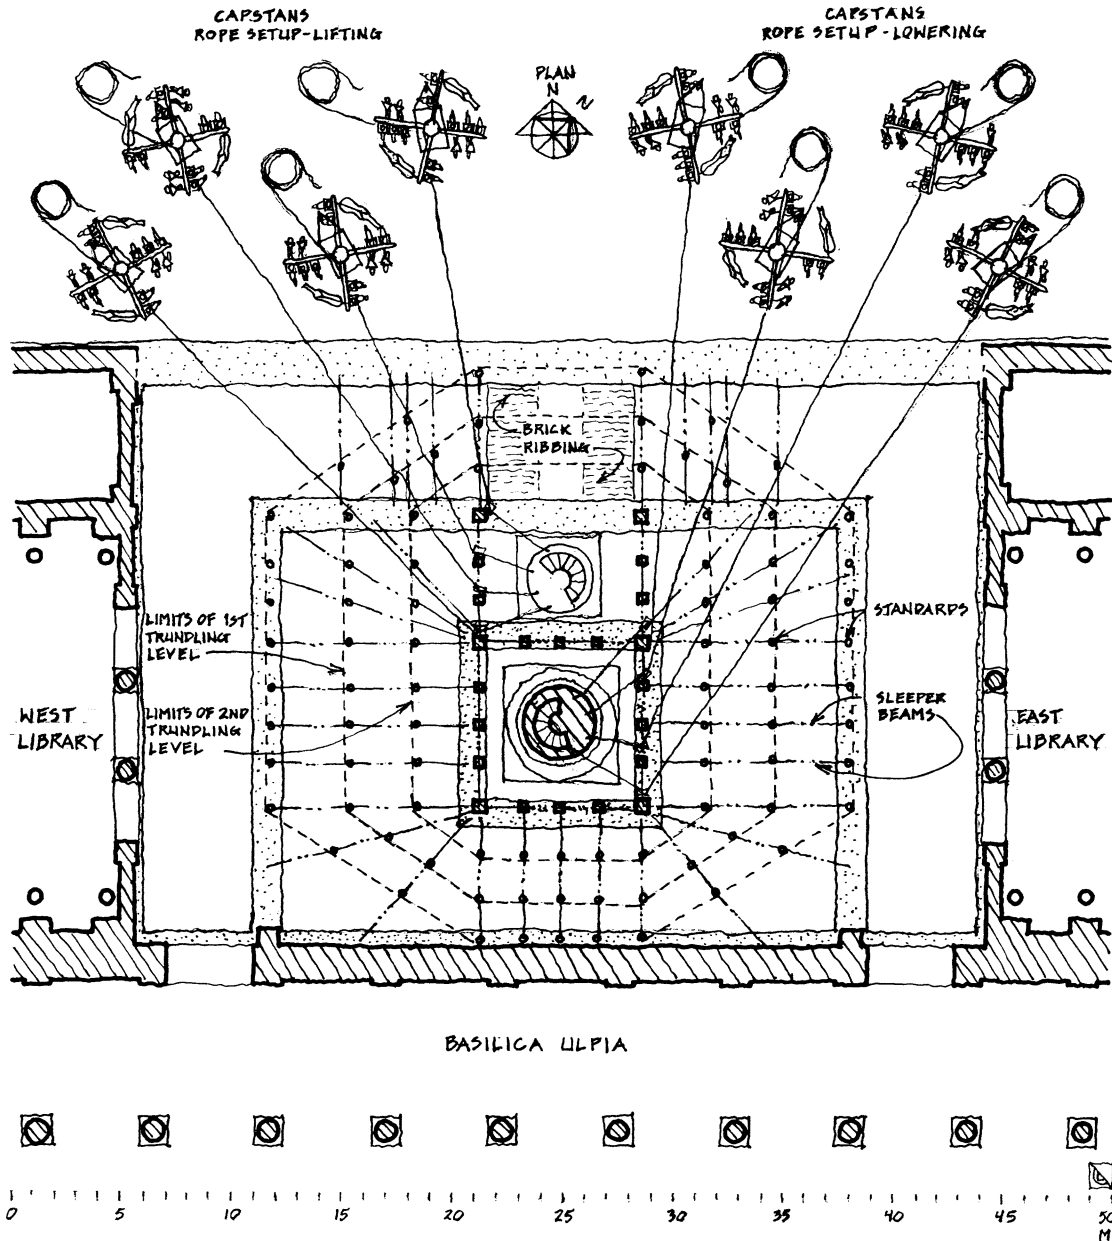 CAPSTANS
ROPE SETUP-LIFTING
CAPSTANS
ROPE SETUP-LOWERING
PLAN
N
N
BRICK
RIBBING
LIMITS OF 1ST
TRUNDLING
LEVEL
STANDARDS
WEST
LIBRARY
LIMITS OF 2ND
TRUNDLING
LEVEL
SLEEPER
BEAMS
EAST
LIBRARY
BASILICA ULPIA
0 5 10 15 20 25 30 35 40 45 50
M